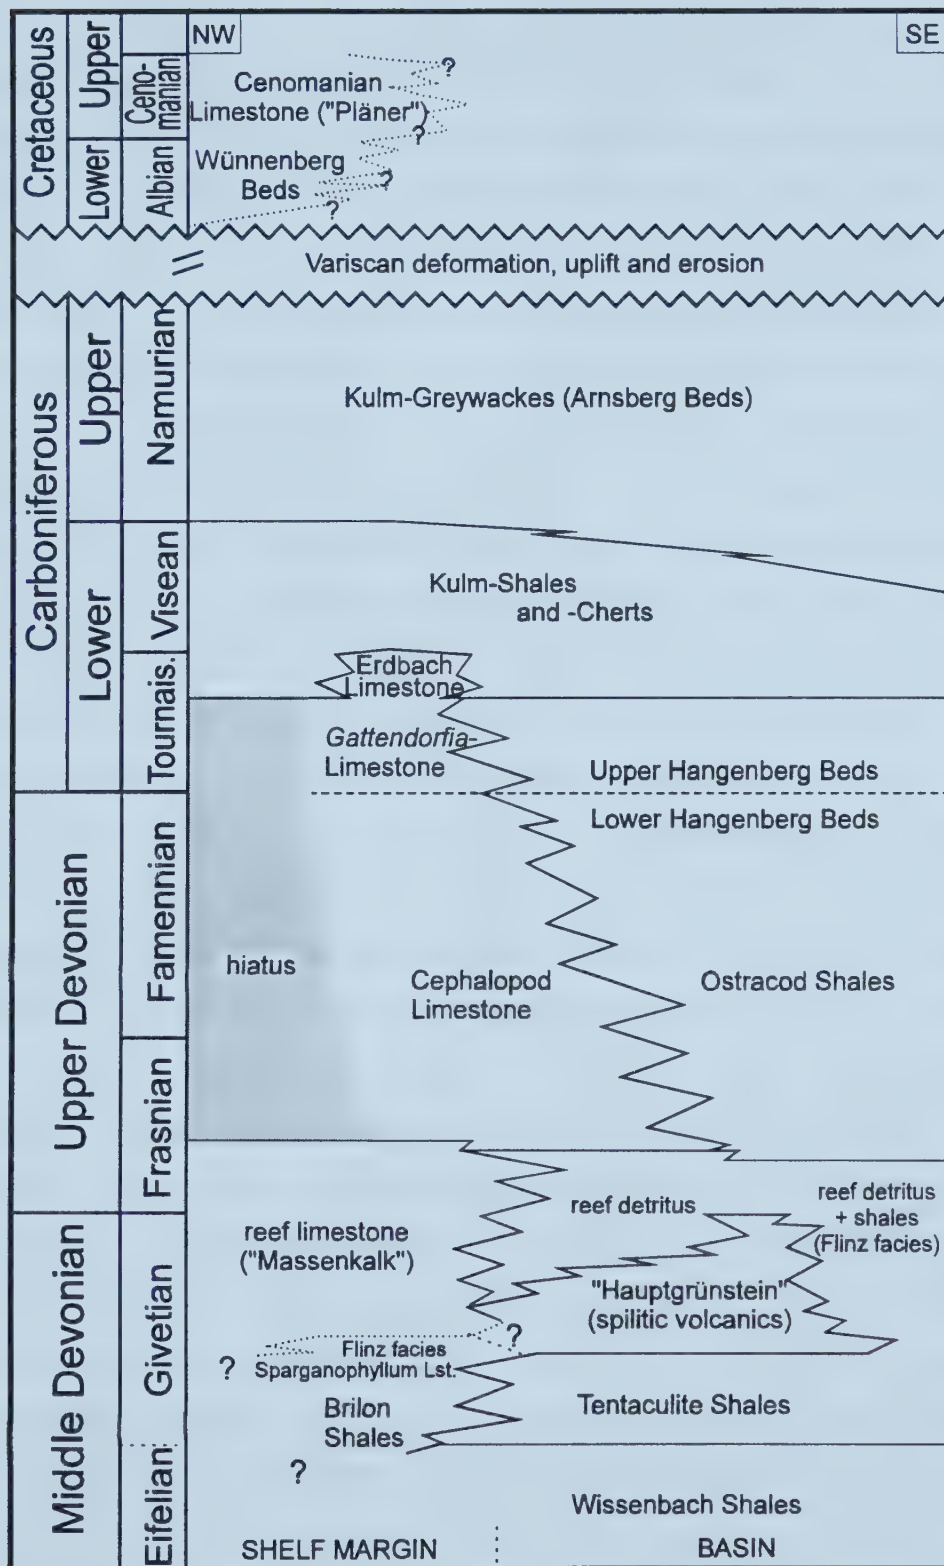 NW
SE
Cretaceous
Upper
Lower
Ceno-
manian
Albian
?
Cenomanian
Limestone ("Pläner")
?
Wünnenberg
Beds
?
?
Variscan deformation, uplift and erosion
Carboniferous
Upper
Lower
Namurian
Visean
Tournais.
Kulm-Greywackes (Arnsberg Beds)
Kulm-Shales
and -Cherts
Erdbach
Limestone
Gattendorfia-
Limestone
Upper Hangenberg Beds
Lower Hangenberg Beds
Upper Devonian
Famennian
Frasnian
hiatus
Cephalopod
Limestone
Ostracod Shales
Middle Devonian
Givetian
Eifelian
reef limestone
("Massenkalk")
reef detritus
reef detritus
+ shales
(Flinz facies)
"Hauptgrünstein"
(spilitic volcanics)
?
Flinz facies
?
Sparganophyllum Lst.
Brilon
Shales
Tentaculite Shales
?
Wissenbach Shales
SHELF MARGIN
BASIN